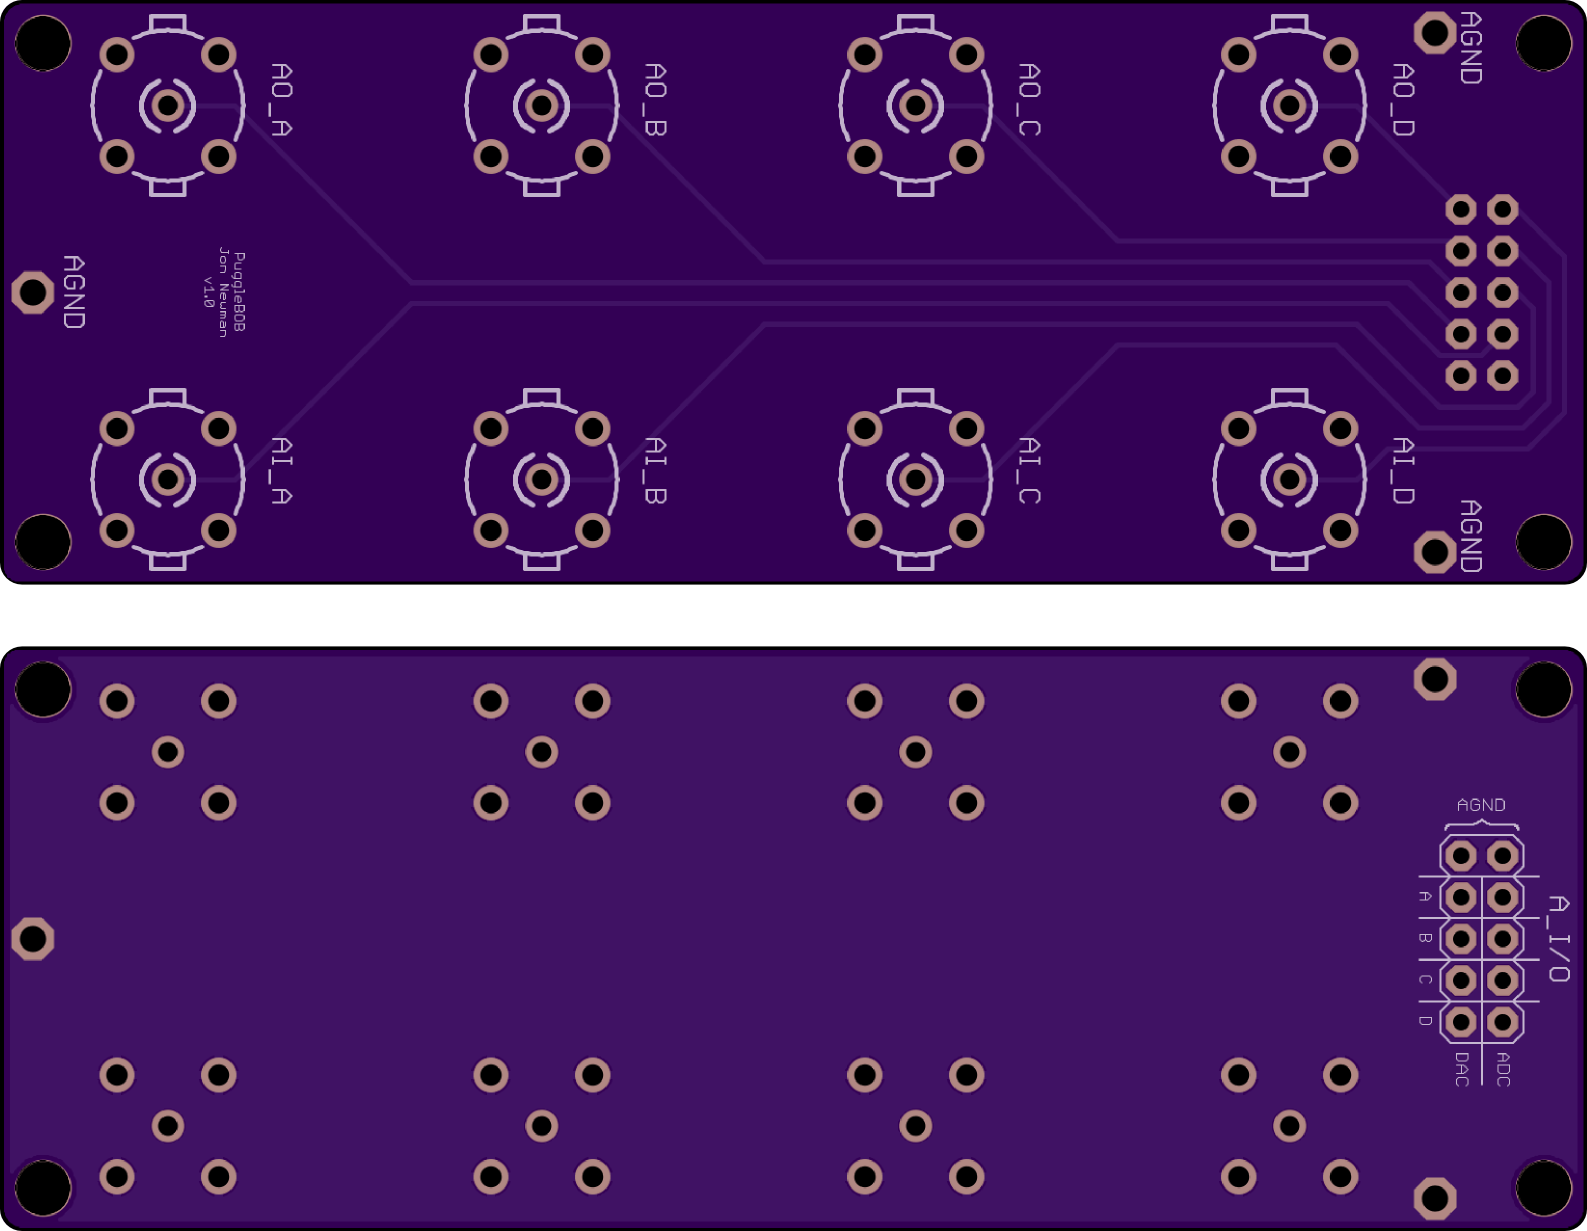 AO_A
AO_B
AO_C
AO_D
AGND
AGND
PuggleBOB
Jon Newman
v1.0
AI_A
AI_B
AI_C
AI_D
AGND
AGND
A
B
C
D
A_I/O
DAC
ADC